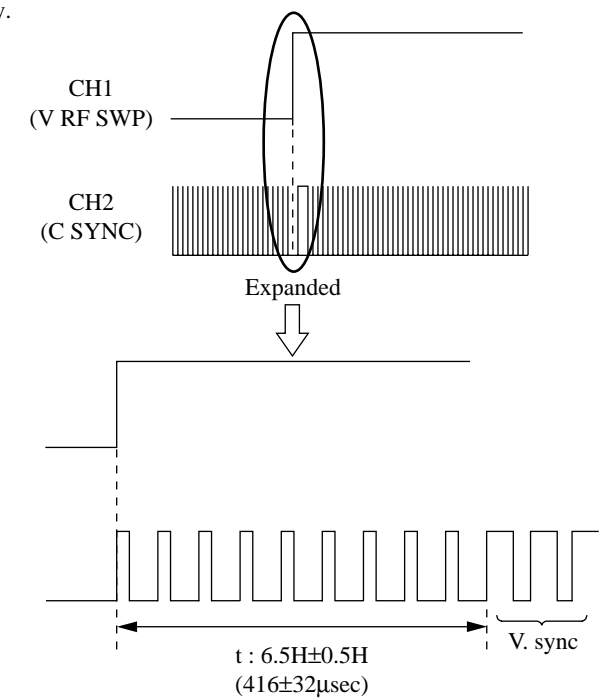 y.
CH1
(V RF SWP)
CH2
(C SYNC)
Expanded
V. sync
t : 6.5H±0.5H
(416±32μsec)